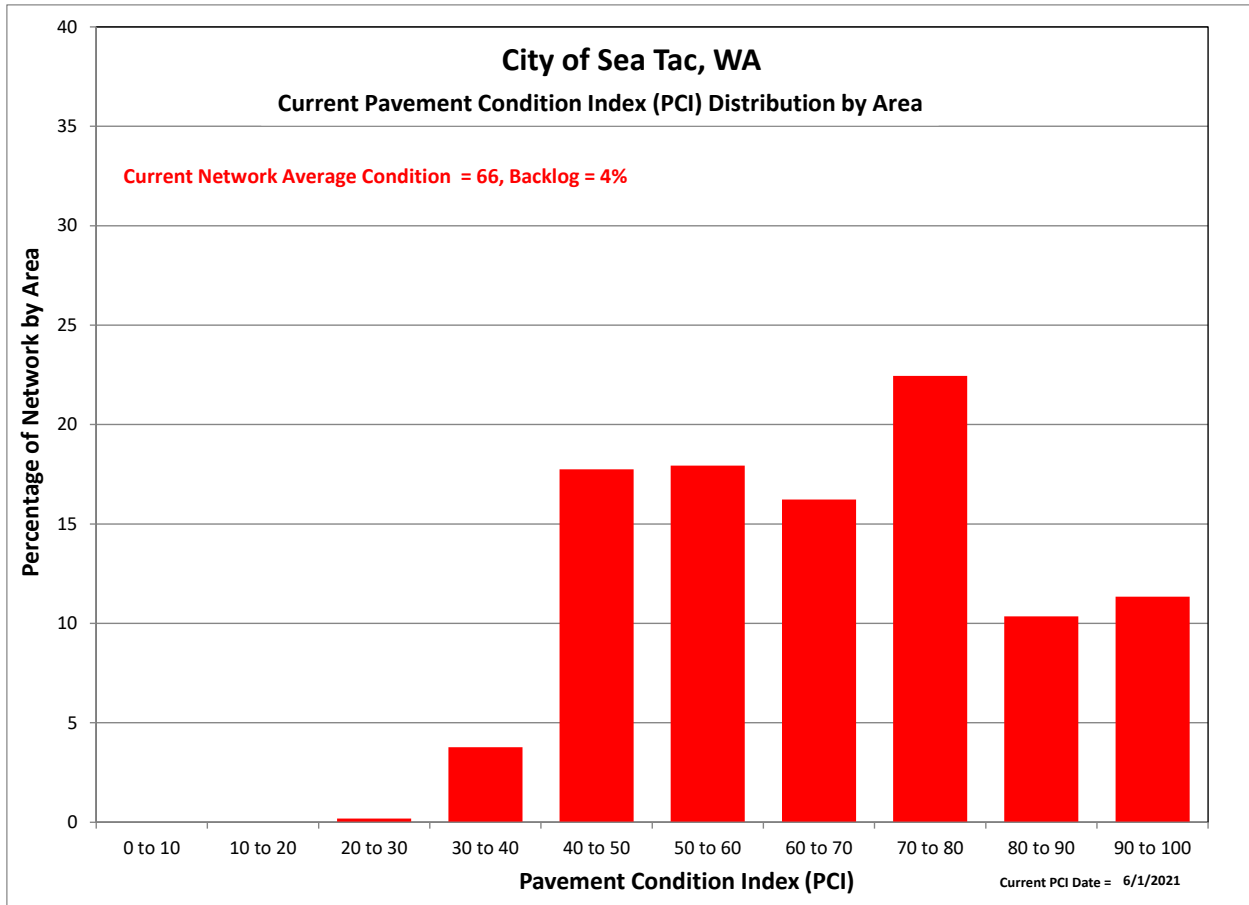 City of Sea Tac, WA
Current Pavement Condition Index (PCI) Distribution by Area
Current Network Average Condition = 66, Backlog = 4%
Percentage of Network by Area
40
35
30
25
20
15
10
5
0
0 to 10 10 to 20 20 to 30 30 to 40 40 to 50 50 to 60 60 to 70 70 to 80 80 to 90 90 to 100
Pavement Condition Index (PCI)
Current PCI Date = 6/1/2021